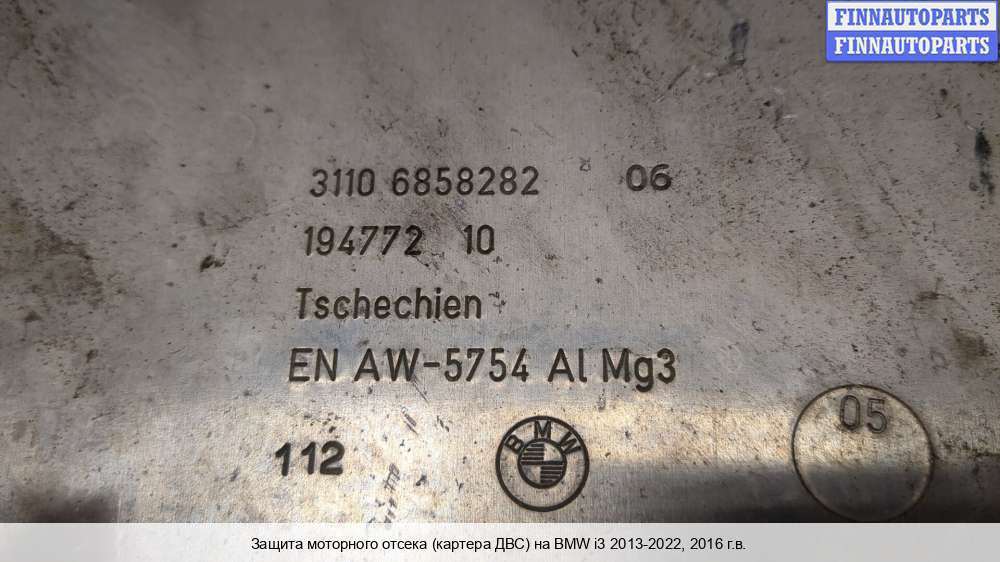 FINNAUTOPARTS
FINNAUTOPARTS
3110 6858282 06
194772 10
Tschechien
EN AW-5754 Al Mg3
05
112 BMW
Защита моторного отсека (картера ДВС) на BMW i3 2013-2022, 2016 г.в.